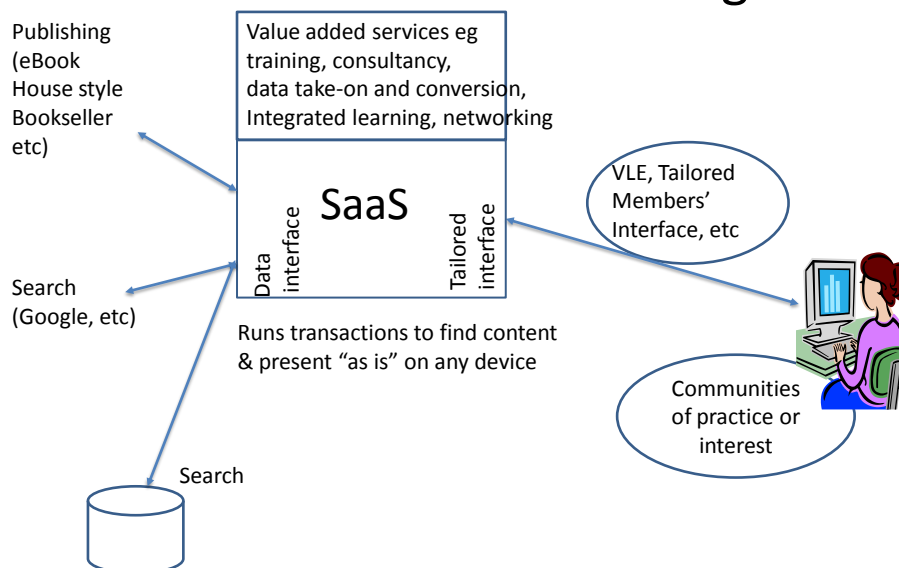 Publishing
(eBook
House style
Bookseller
etc)
Value added services eg
training, consultancy,
data take-on and conversion,
Integrated learning, networking
SaaS
Data
interface
Tailored
interface
VLE, Tailored
Members’
Interface, etc
Search
(Google, etc)
Runs transactions to find content
& present “as is” on any device
Communities
of practice or
interest
Search